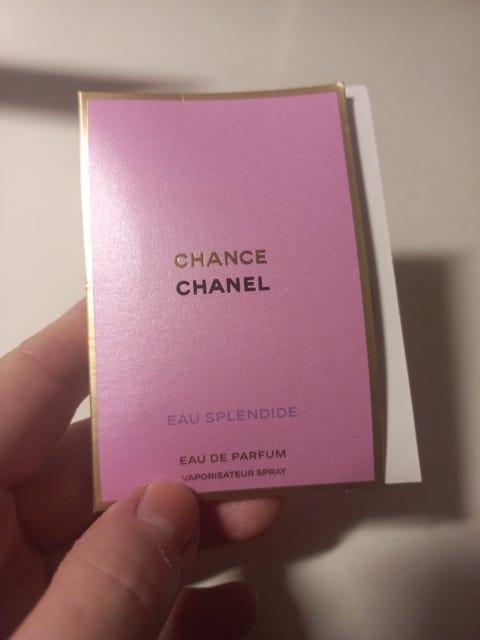 CHANCE
CHANEL
EAU SPLENDIDE
EAU DE PARFUM
VAPORISATEUR SPRAY